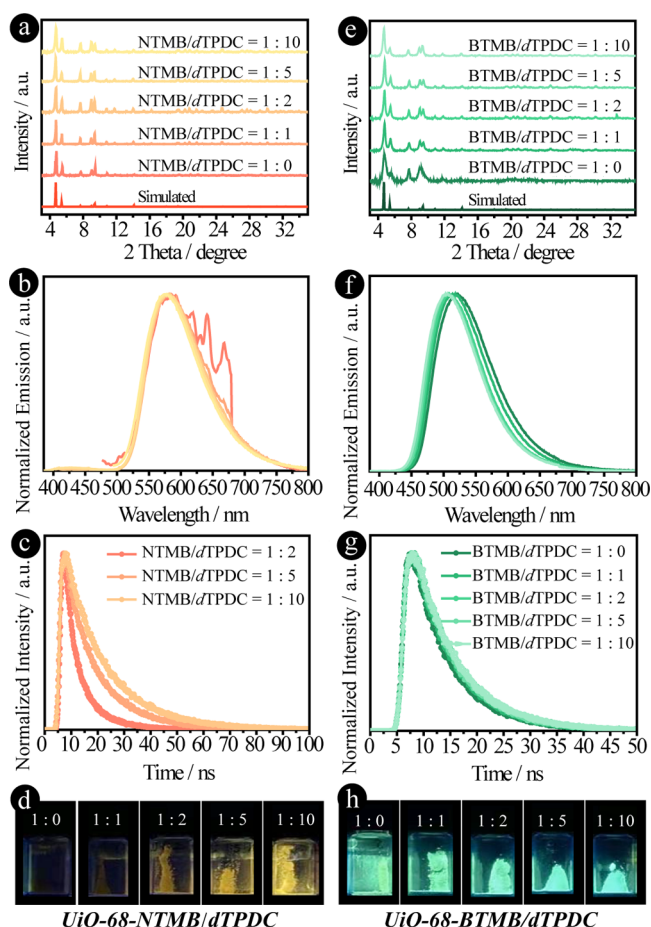 a
NTMB/dTPDC = 1 : 10
NTMB/dTPDC = 1 : 5
NTMB/dTPDC = 1 : 2
NTMB/dTPDC = 1 : 1
NTMB/dTPDC = 1 : 0
Simulated
Intensity / a.u.
4 8 12 16 20 24 28 32
2 Theta / degree
e
BTMB/dTPDC = 1 : 10
BTMB/dTPDC = 1 : 5
BTMB/dTPDC = 1 : 2
BTMB/dTPDC = 1 : 1
BTMB/dTPDC = 1 : 0
Simulated
Intensity / a.u.
4 8 12 16 20 24 28 32
2 Theta / degree
b
Normalized Emission / a.u.
400 450 500 550 600 650 700 750 800
Wavelength / nm
f
Normalized Emission / a.u.
400 450 500 550 600 650 700 750 800
Wavelength / nm
c
NTMB/dTPDC = 1 : 2
NTMB/dTPDC = 1 : 5
NTMB/dTPDC = 1 : 10
Normalized Intensity / a.u.
0 10 20 30 40 50 60 70 80 90 100
Time / ns
g
BTMB/dTPDC = 1 : 0
BTMB/dTPDC = 1 : 1
BTMB/dTPDC = 1 : 2
BTMB/dTPDC = 1 : 5
BTMB/dTPDC = 1 : 10
Normalized Intensity / a.u.
0 5 10 15 20 25 30 35 40 45 50
Time / ns
d
1 : 0 1 : 1 1 : 2 1 : 5 1 : 10
UiO-68-NTMB/dTPDC
h
1 : 0 1 : 1 1 : 2 1 : 5 1 : 10
UiO-68-BTMB/dTPDC